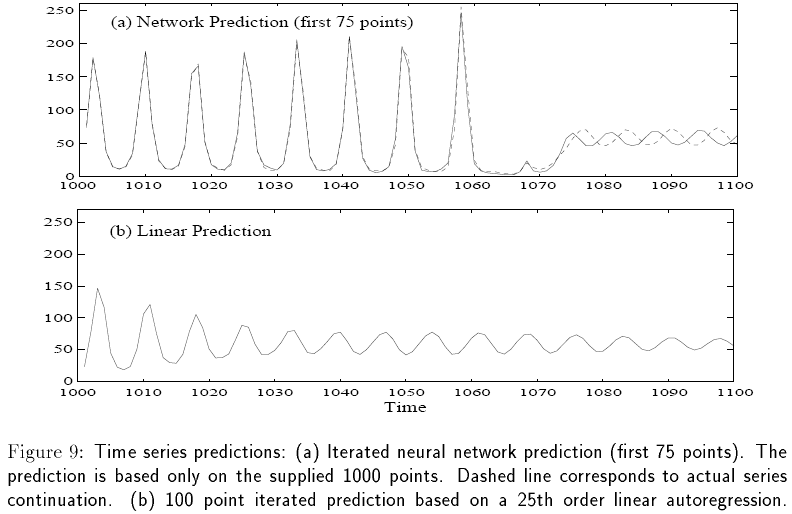 (a) Network Prediction (first 75 points)
250
200
150
100
50
0
1000 1010 1020 1030 1040 1050 1060 1070 1080 1090 1100
(b) Linear Prediction
250
200
150
100
50
0
1000 1010 1020 1030 1040 1050 1060 1070 1080 1090 1100
Time
Figure 9: Time series predictions: (a) Iterated neural network prediction (first 75 points). The
prediction is based only on the supplied 1000 points. Dashed line corresponds to actual series
continuation. (b) 100 point iterated prediction based on a 25th order linear autoregression.